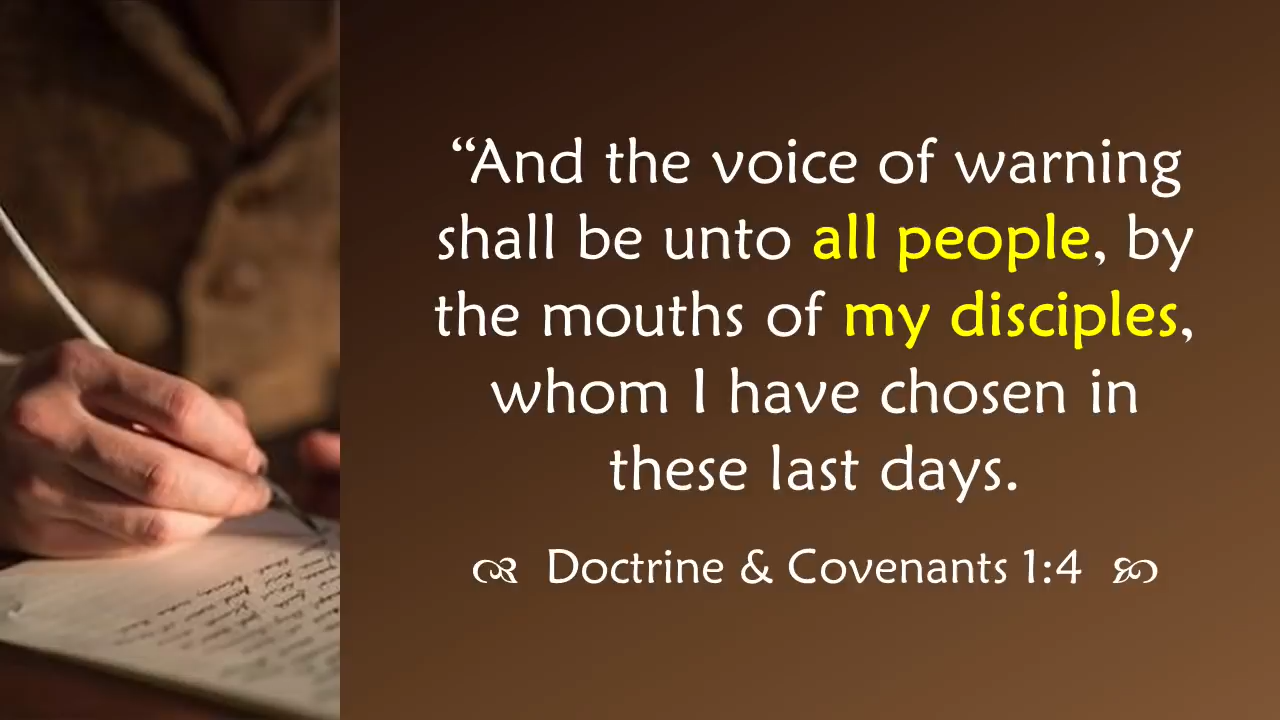 “And the voice of warning
shall be unto all people, by
the mouths of my disciples,
whom I have chosen in
these last days.
Doctrine & Covenants 1:4